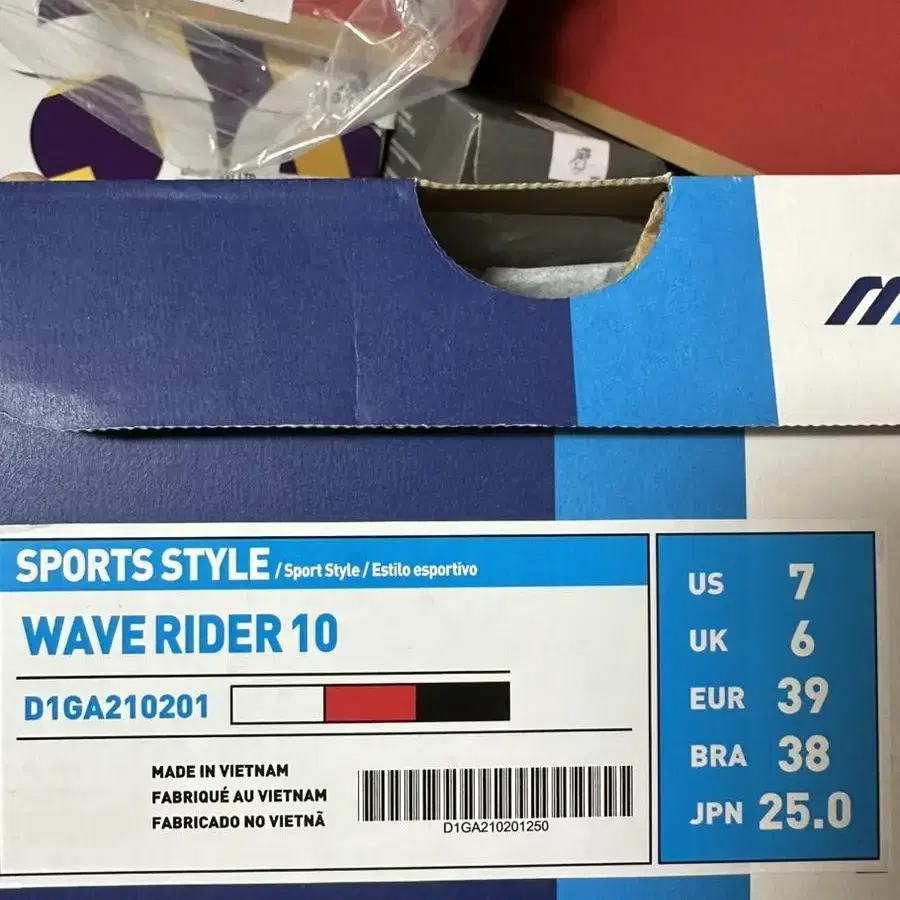 SPORTS STYLE / Sport Style / Estilo esportivo
WAVE RIDER 10
D1GA210201
MADE IN VIETNAM
FABRIQUÉ AU VIETNAM
FABRICADO NO VIETNÃ
D1GA210201250
US 7
UK 6
EUR 39
BRA 38
JPN 25.0